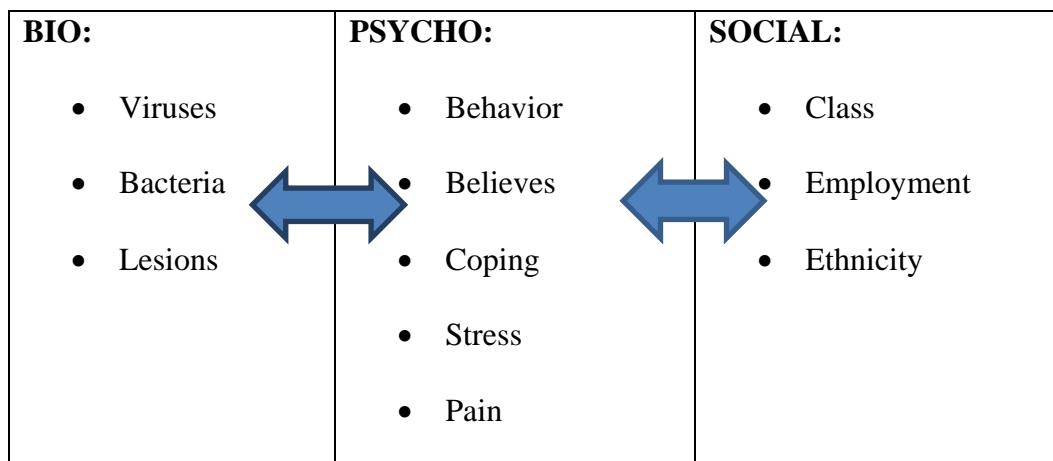 BIO:
• Viruses
• Bacteria
• Lesions
PSYCHO:
• Behavior
• Believes
• Coping
• Stress
• Pain
SOCIAL:
• Class
• Employment
• Ethnicity